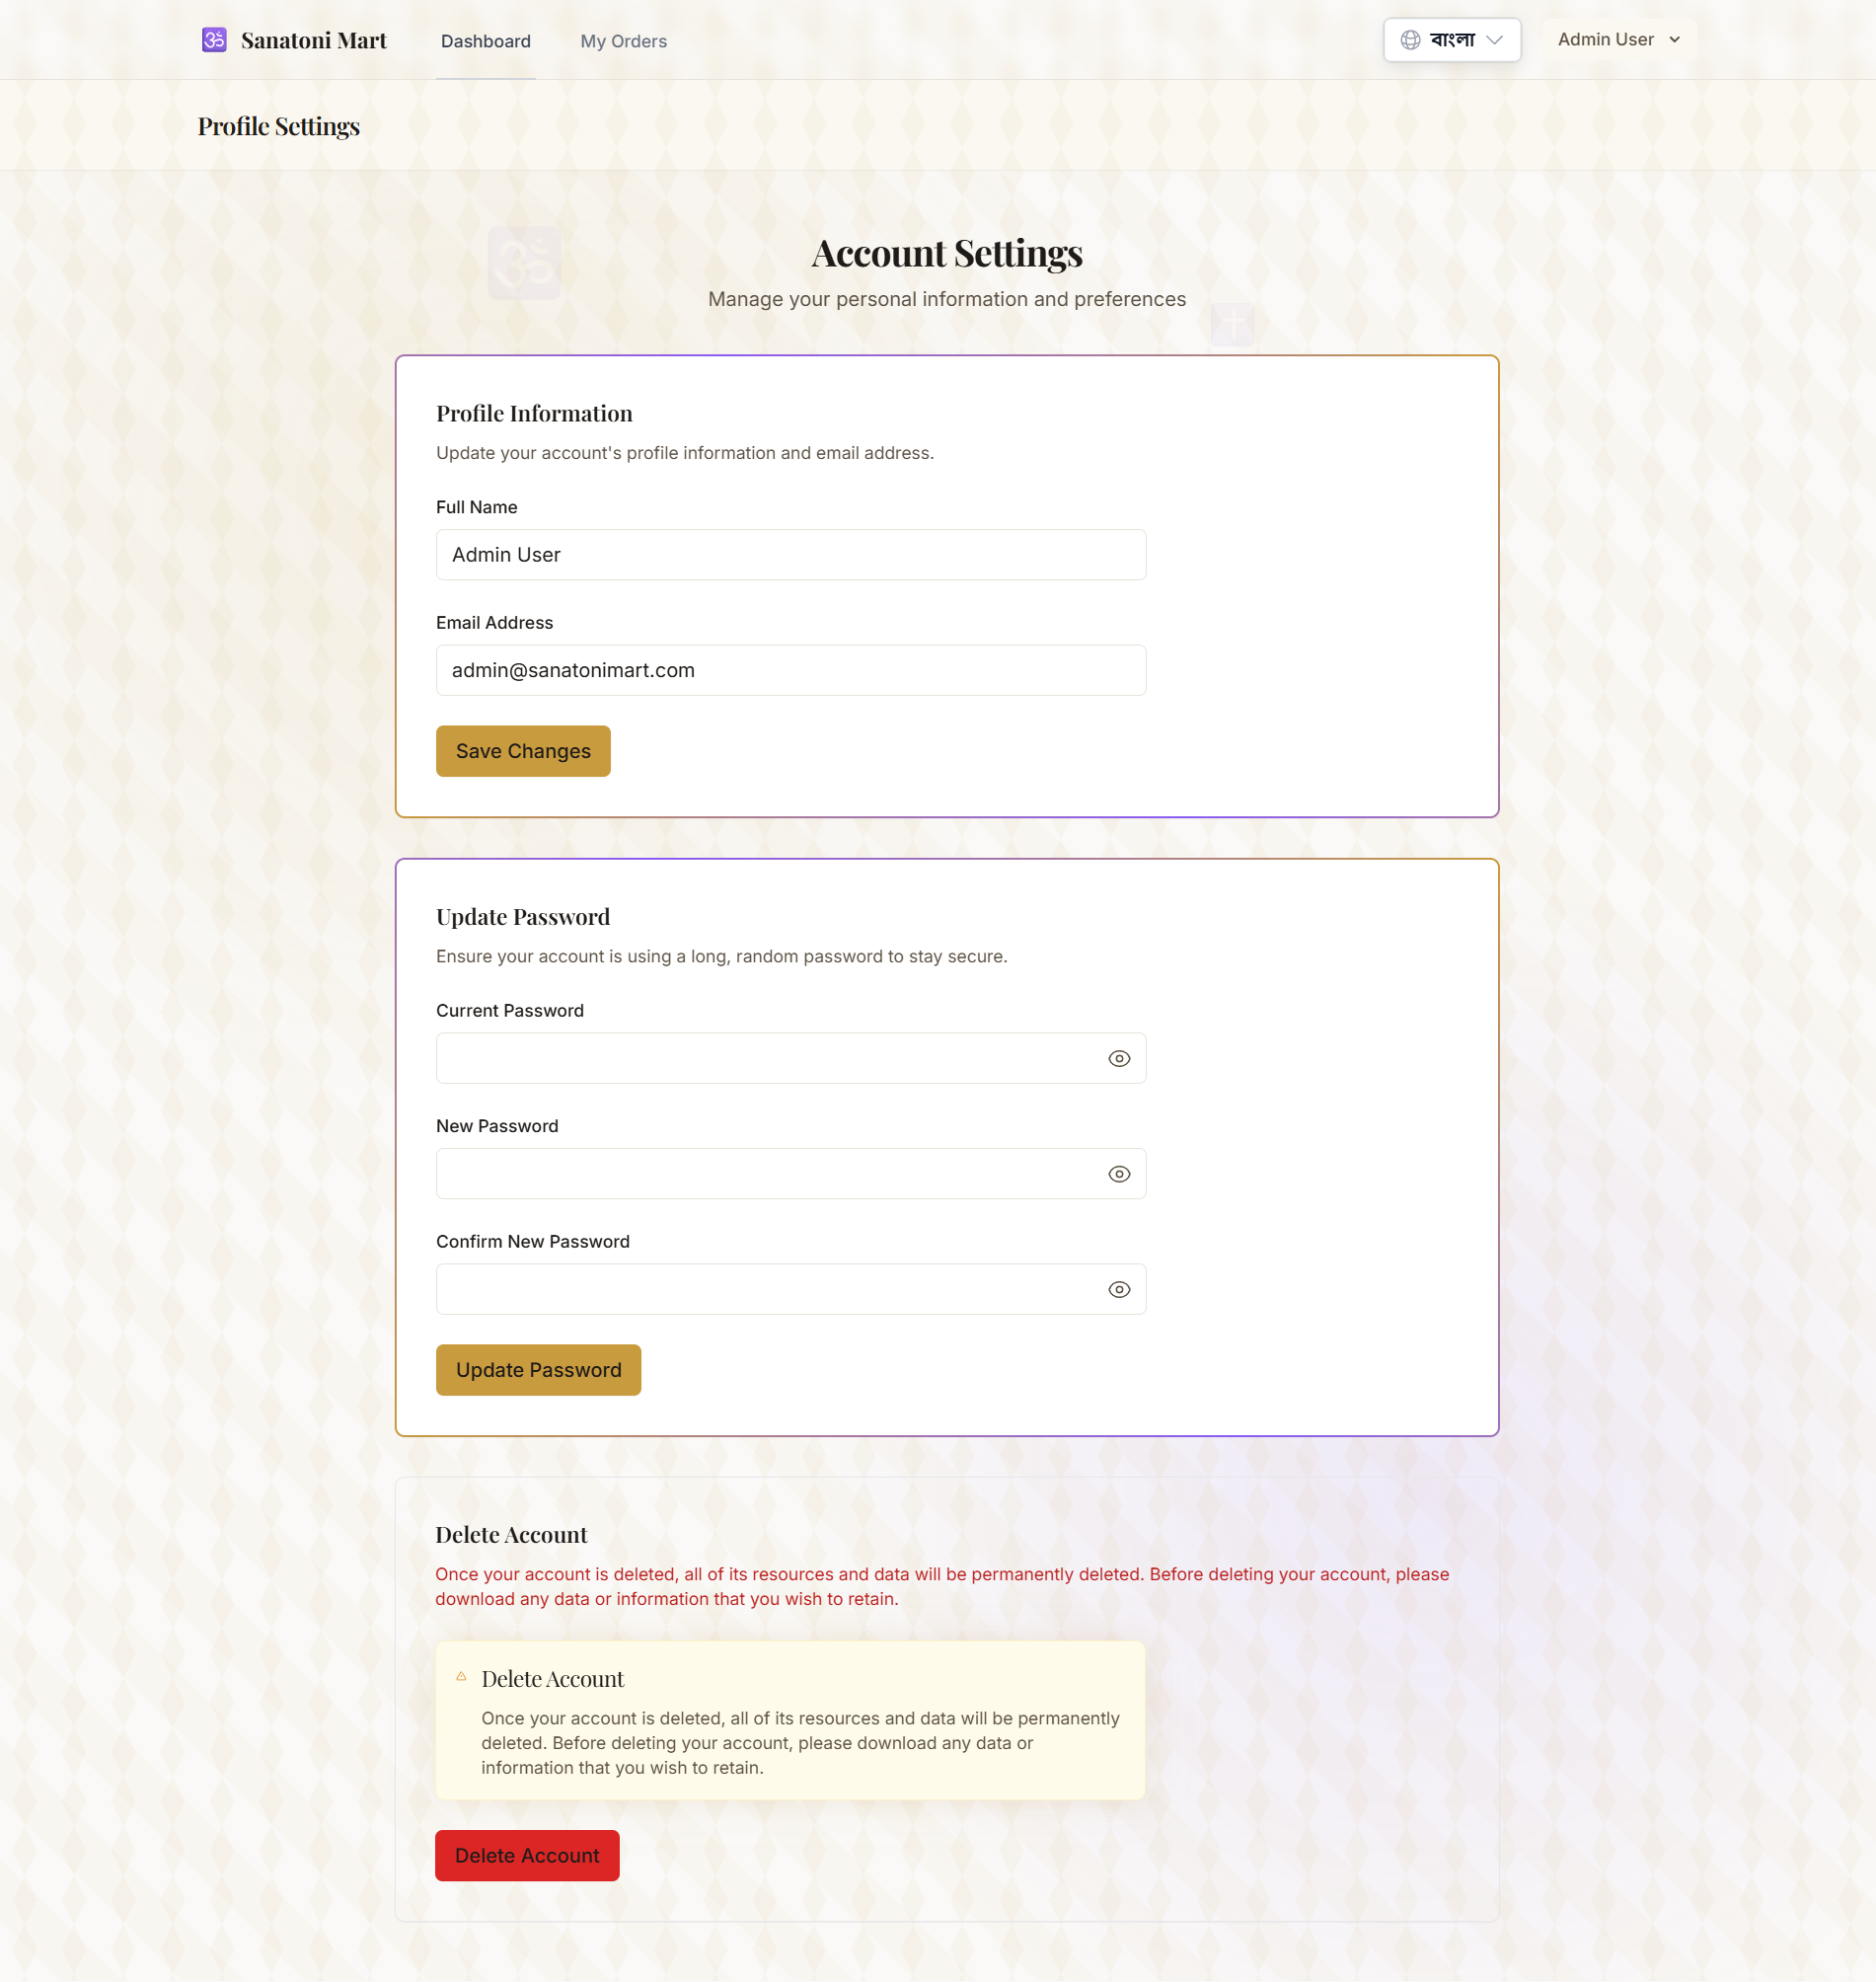 ॐ Sanatoni Mart Dashboard My Orders বাংলা Admin User
Profile Settings
ॐ
Account Settings
Manage your personal information and preferences
Profile Information
Update your account's profile information and email address.
Full Name
Admin User
Email Address
admin@sanatonimart.com
Save Changes
Update Password
Ensure your account is using a long, random password to stay secure.
Current Password
New Password
Confirm New Password
Update Password
Delete Account
Once your account is deleted, all of its resources and data will be permanently deleted. Before deleting your account, please
download any data or information that you wish to retain.
Delete Account
Once your account is deleted, all of its resources and data will be permanently
deleted. Before deleting your account, please download any data or
information that you wish to retain.
Delete Account